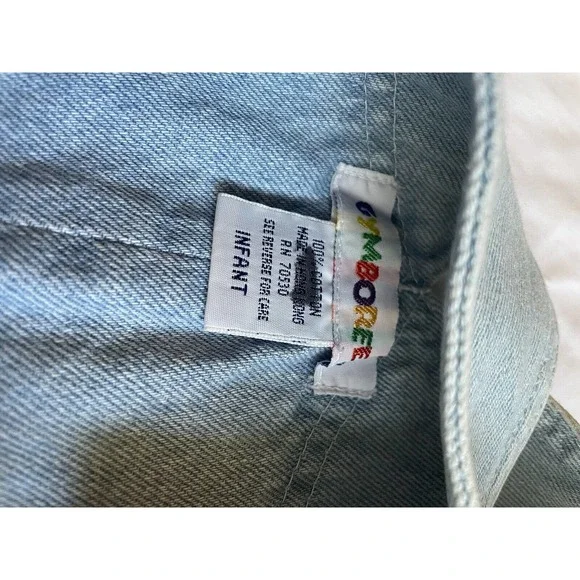 GYMBOREE
100% COTTON
MADE IN HONG KONG
RN 70530
SEE REVERSE FOR CARE
INFANT